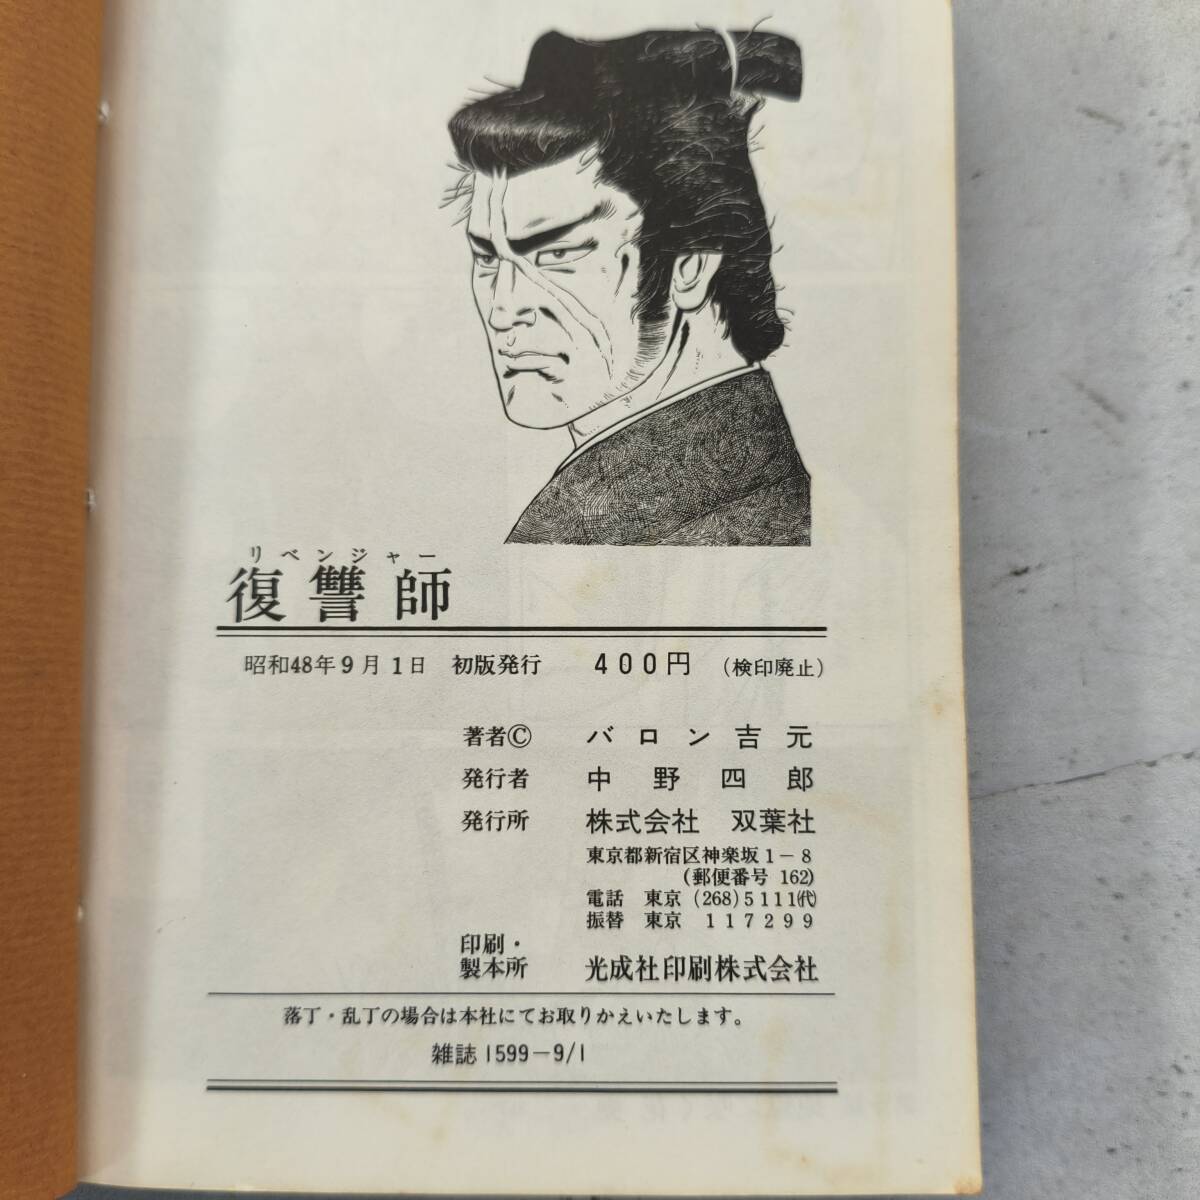 リベンジャー
復讐師
昭和48年9月1日 初版発行 400円 (検印廃止)
著者© バロン吉元
発行者 中野四郎
発行所 株式会社 双葉社
東京都新宿区神楽坂1-8
(郵便番号 162)
電話 東京 (268) 5111㈹
振替 東京 117299
印刷・
製本所 光成社印刷株式会社
落丁・乱丁の場合は本社にてお取りかえいたします。
雑誌1599-9/1